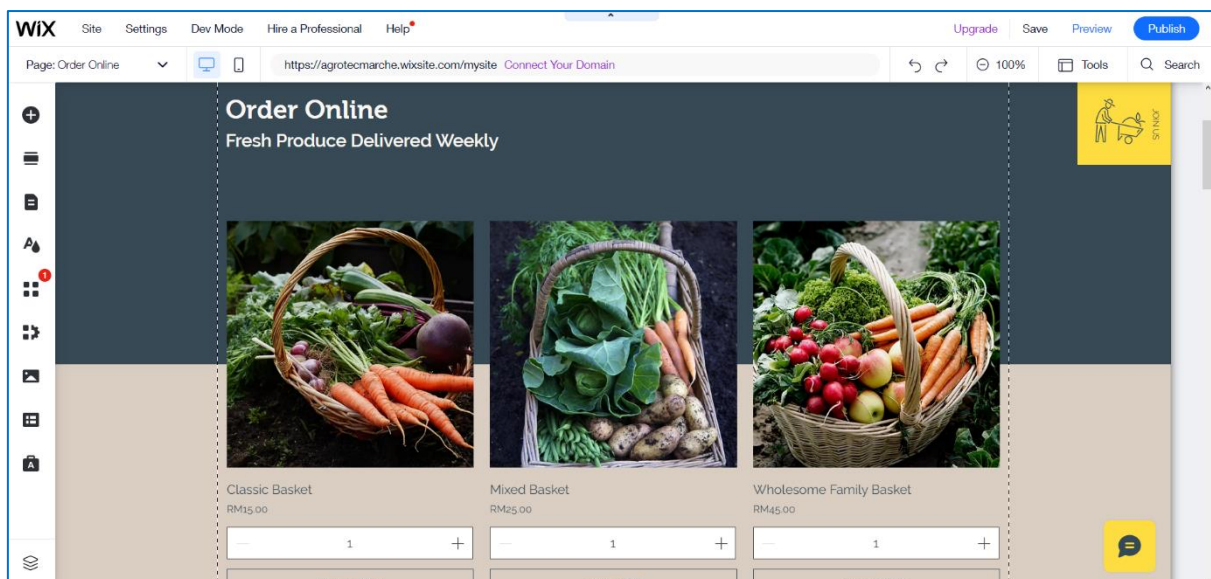 WiX Site Settings Dev Mode Hire a Professional Help Upgrade Save Preview Publish
Page: Order Online https://agrotecmarche.wixsite.com/mysite Connect Your Domain 100% Tools Search
Order Online
Fresh Produce Delivered Weekly
JOIN US
1
Classic Basket Mixed Basket Wholesome Family Basket
RM15.00 RM25.00 RM45.00
1 1 1